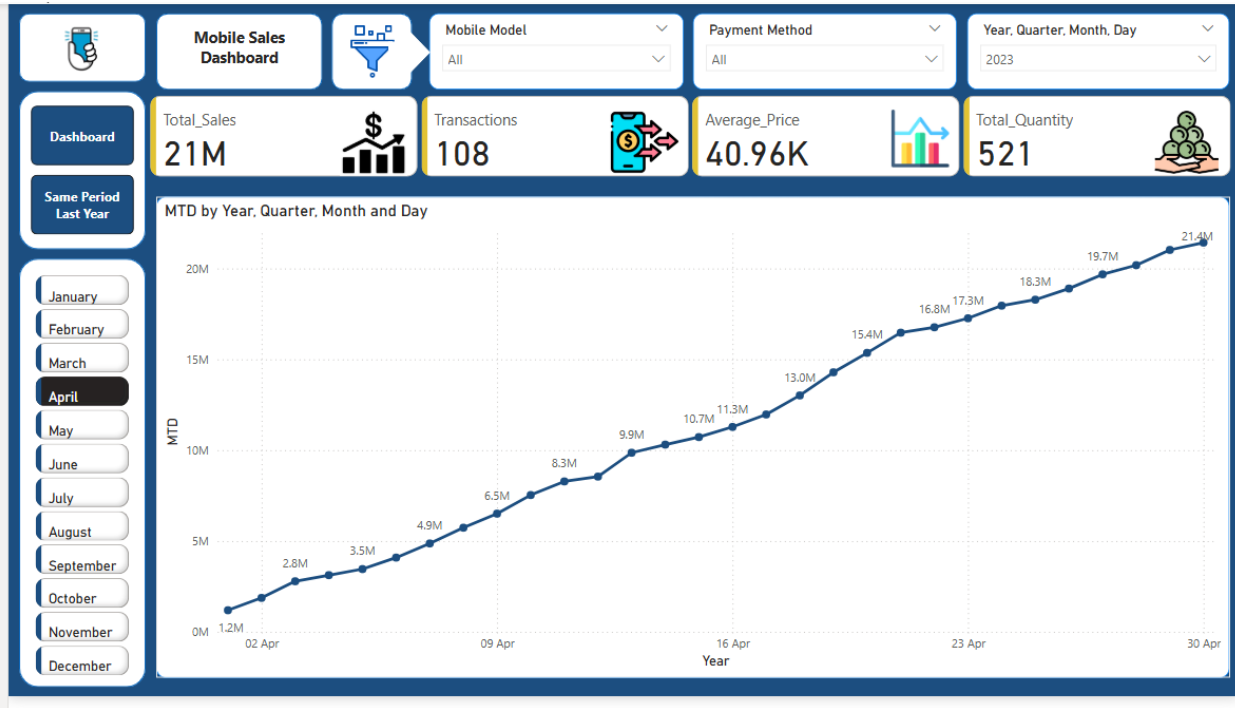 Mobile Sales
Dashboard
Mobile Model
All
Payment Method
All
Year, Quarter, Month, Day
2023
Dashboard
Same Period
Last Year
Total_Sales
21M
Transactions
108
Average_Price
40.96K
Total_Quantity
521
January
February
March
April
May
June
July
August
September
October
November
December
MTD by Year, Quarter, Month and Day
MTD
20M
15M
10M
5M
0M
1.2M
2.8M
3.5M
4.9M
6.5M
8.3M
9.9M
10.7M
11.3M
13.0M
15.4M
16.8M
17.3M
18.3M
19.7M
21.4M
02 Apr
09 Apr
16 Apr
23 Apr
30 Apr
Year